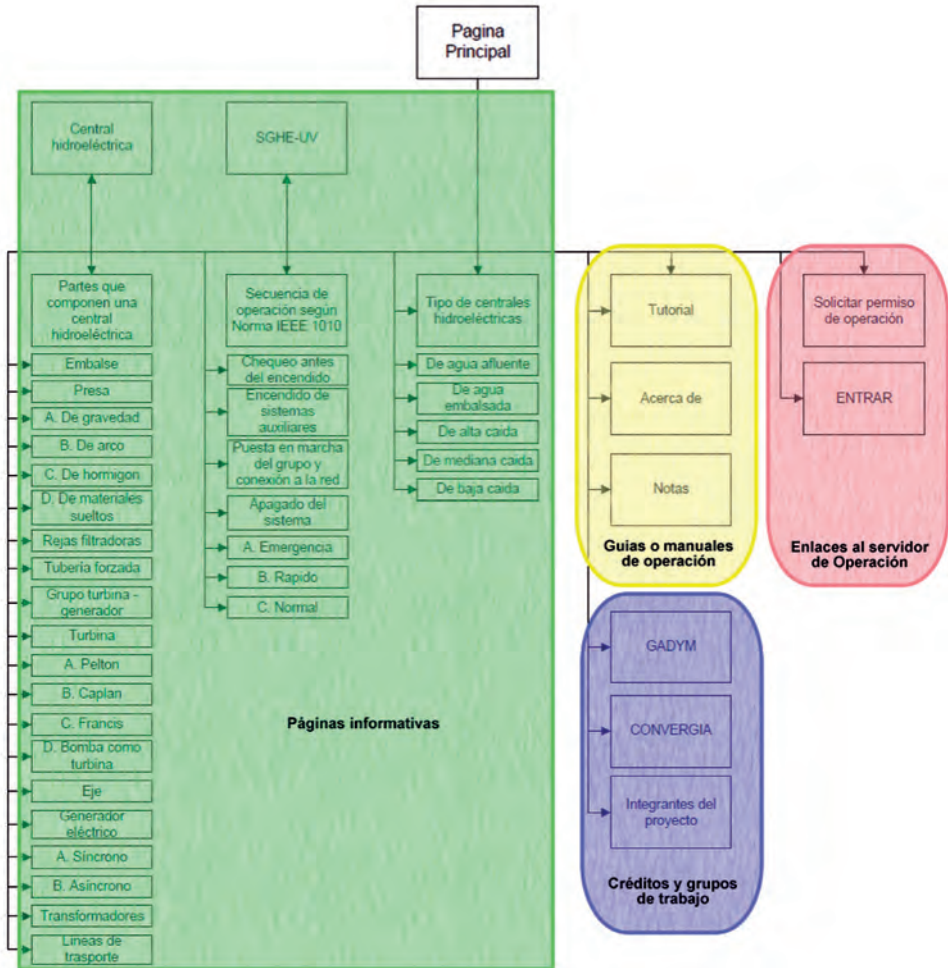 Pagina
Principal
Central
hidroeléctrica
SGHE-UV
Partes que
componen una
central
hidroeléctrica
Embalse
Presa
A. De gravedad
B. De arco
C. De hormigon
D. De materiales
sueltos
Rejas filtradoras
Tuberia forzada
Grupo turbina -
generador
Turbina
A. Pelton
B. Caplan
C. Francis
D. Bomba como
turbina
Eje
Generador
eléctrico
A. Síncrono
B. Asíncrono
Transformadores
Lineas de
trasporte
Secuencia de
operación según
Norma IEEE 1010
Chequeo antes
del encendido
Encendido de
sistemas
auxiliares
Puesta en marcha
del grupo y
conexión a la red
Apagado del
sistema
A. Emergencia
B. Rapido
C. Normal
Tipo de centrales
hidroeléctricas
De agua afluente
De agua
embalsada
De alta caida
De mediana caida
De baja caida
Páginas informativas
Tutorial
Acerca de
Notas
Guias o manuales
de operación
Solicitar permiso
de operación
ENTRAR
Enlaces al servidor
de Operación
GADYM
CONVERGIA
Integrantes del
proyecto
Créditos y grupos
de trabajo